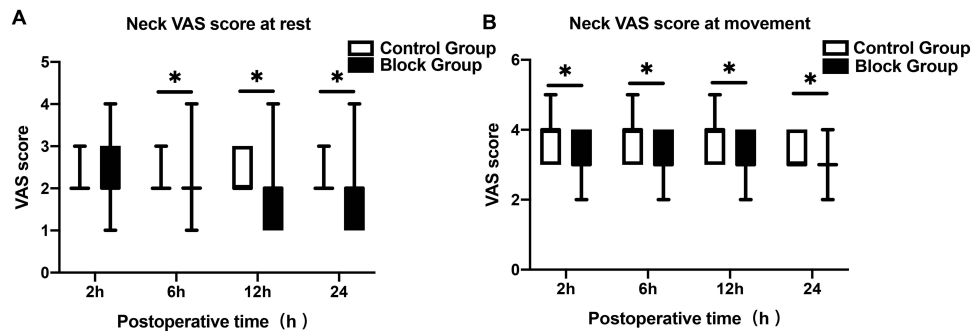 A
Neck VAS score at rest
Control Group
Block Group
VAS score
5
4
3
2
1
0
*
*
*
2h
6h
12h
24
Postoperative time（h）
B
Neck VAS score at movement
Control Group
Block Group
VAS score
6
4
2
0
*
*
*
*
2h
6h
12h
24
Postoperative time（h）